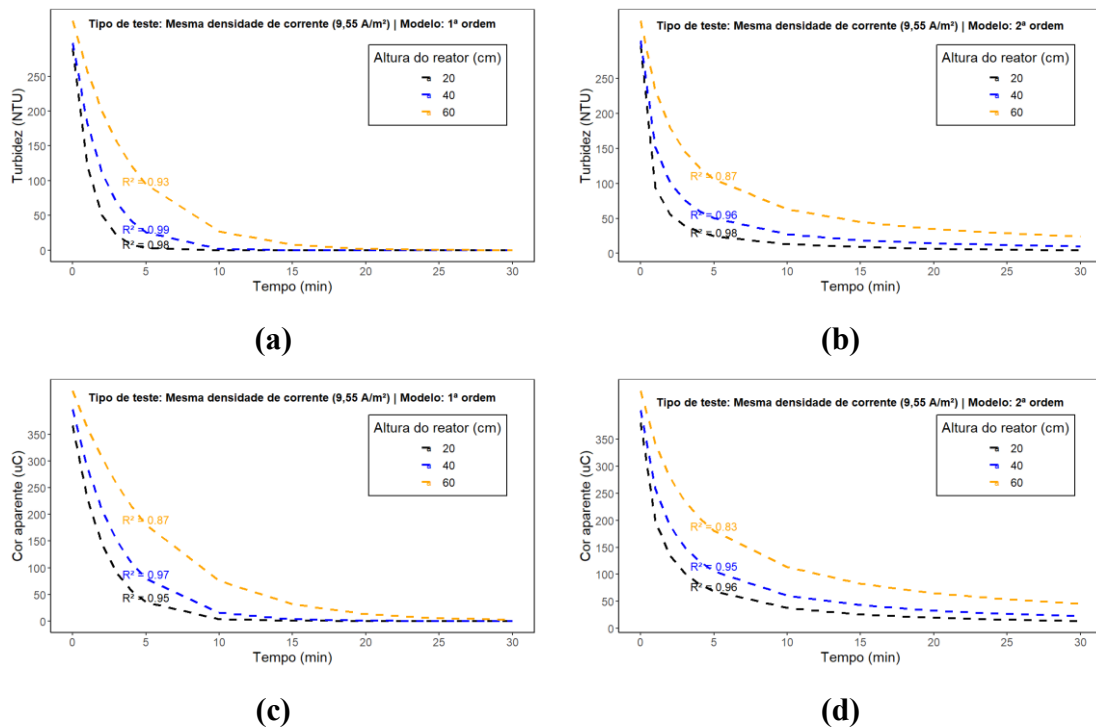 Tipo de teste: Mesma densidade de corrente (9,55 A/m²) | Modelo: 1ª ordem
Altura do reator (cm)
20
40
60
Turbidez (NTU)
250
200
150
100
50
0
R² = 0.93
R² = 0.99
R² = 0.98
0 5 10 15 20 25 30
Tempo (min)
(a)
Tipo de teste: Mesma densidade de corrente (9,55 A/m²) | Modelo: 2ª ordem
Altura do reator (cm)
20
40
60
Turbidez (NTU)
250
200
150
100
50
0
R² = 0.87
R² = 0.96
R² = 0.98
0 5 10 15 20 25 30
Tempo (min)
(b)
Tipo de teste: Mesma densidade de corrente (9,55 A/m²) | Modelo: 1ª ordem
Altura do reator (cm)
20
40
60
Cor aparente (uC)
350
300
250
200
150
100
50
0
R² = 0.87
R² = 0.97
R² = 0.95
0 5 10 15 20 25 30
Tempo (min)
(c)
Tipo de teste: Mesma densidade de corrente (9,55 A/m²) | Modelo: 2ª ordem
Altura do reator (cm)
20
40
60
Cor aparente (uC)
350
300
250
200
150
100
50
0
R² = 0.83
R² = 0.95
R² = 0.96
0 5 10 15 20 25 30
Tempo (min)
(d)